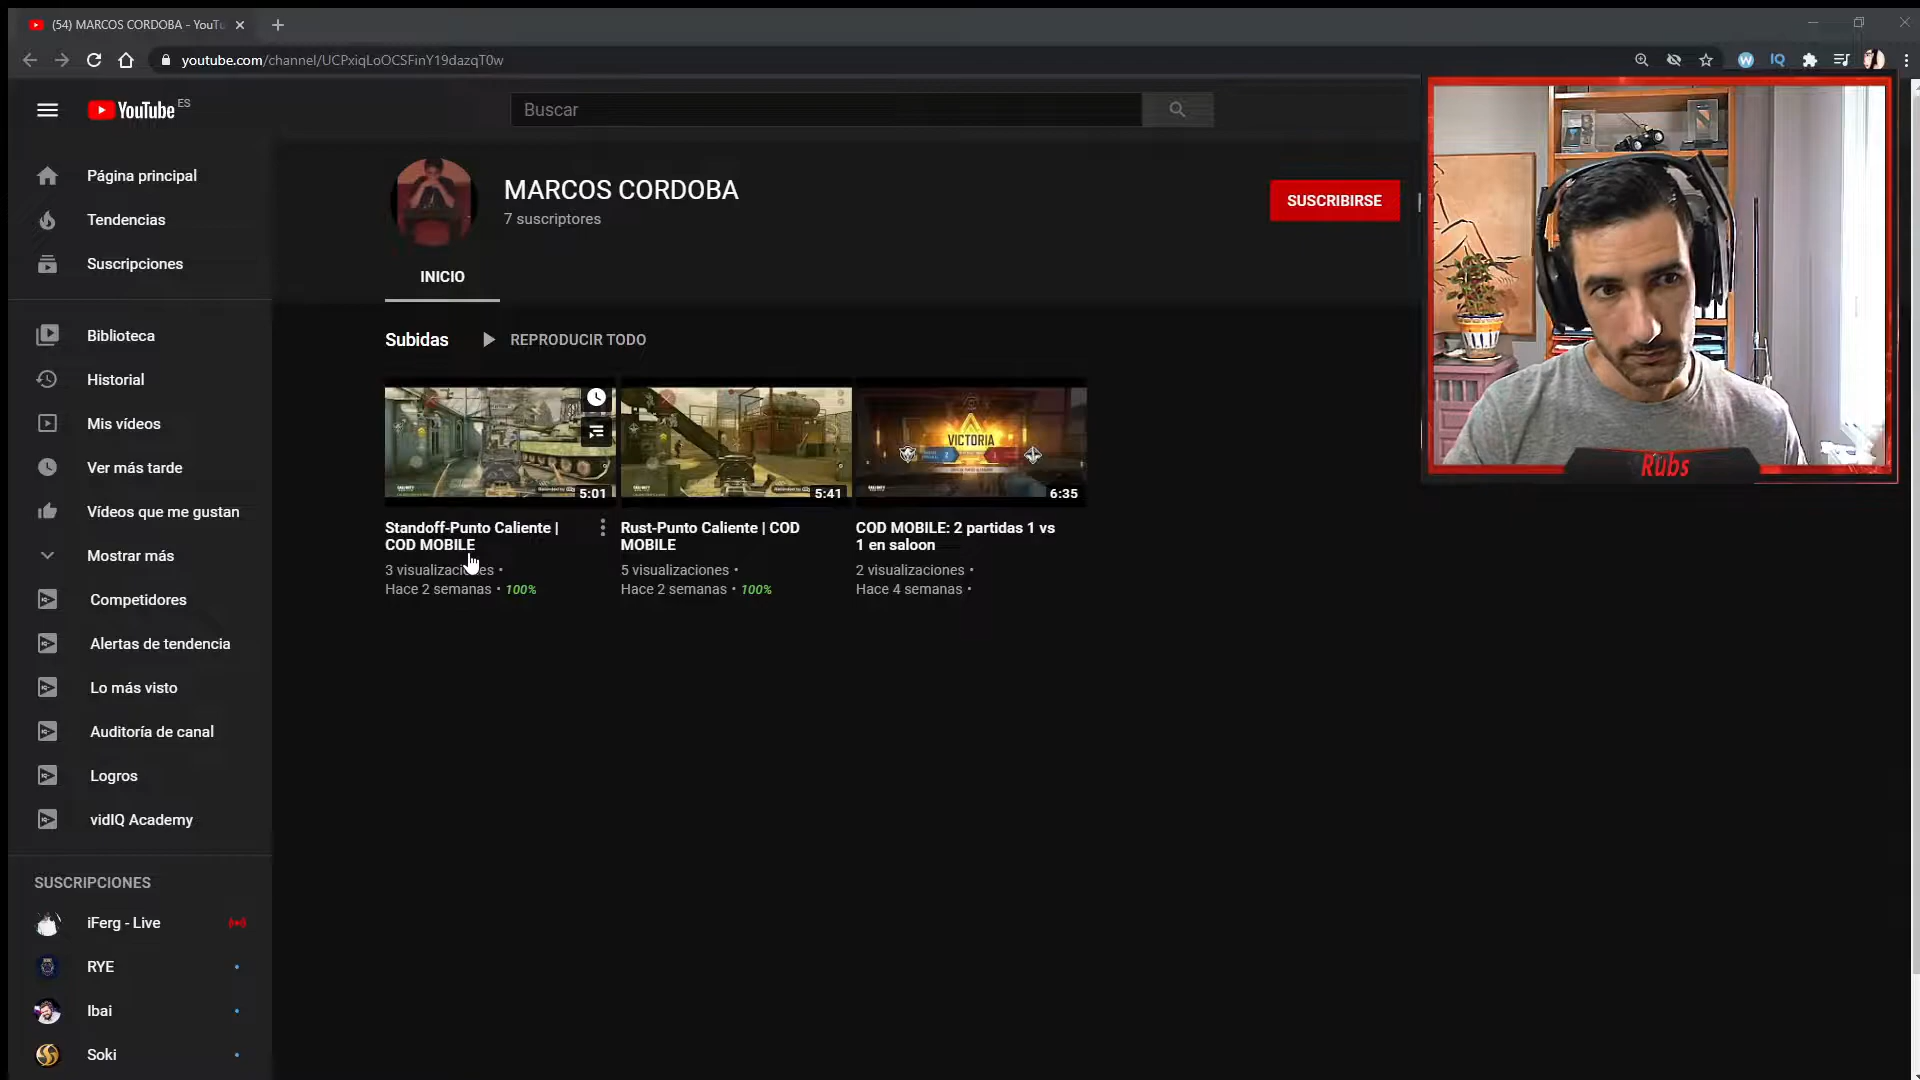 (54) MARCOS CORDOBA - YouTu
youtube.com/channel/UCPxiqLoOCSFinY19dazqT0w
YouTube ES
Buscar
Página principal
Tendencias
Suscripciones
Biblioteca
Historial
Mis vídeos
Ver más tarde
Vídeos que me gustan
Mostrar más
Competidores
Alertas de tendencia
Lo más visto
Auditoría de canal
Logros
vidIQ Academy
SUSCRIPCIONES
iFerg - Live
RYE
Ibai
Soki
MARCOS CORDOBA
7 suscriptores
SUSCRIBIRSE
INICIO
Subidas
REPRODUCIR TODO
5:01
Standoff-Punto Caliente |
COD MOBILE
3 visualizaciones •
Hace 2 semanas • 100%
5:41
Rust-Punto Caliente | COD
MOBILE
5 visualizaciones •
Hace 2 semanas • 100%
VICTORIA
6:35
COD MOBILE: 2 partidas 1 vs
1 en saloon
2 visualizaciones •
Hace 4 semanas •
IQ
Rubs